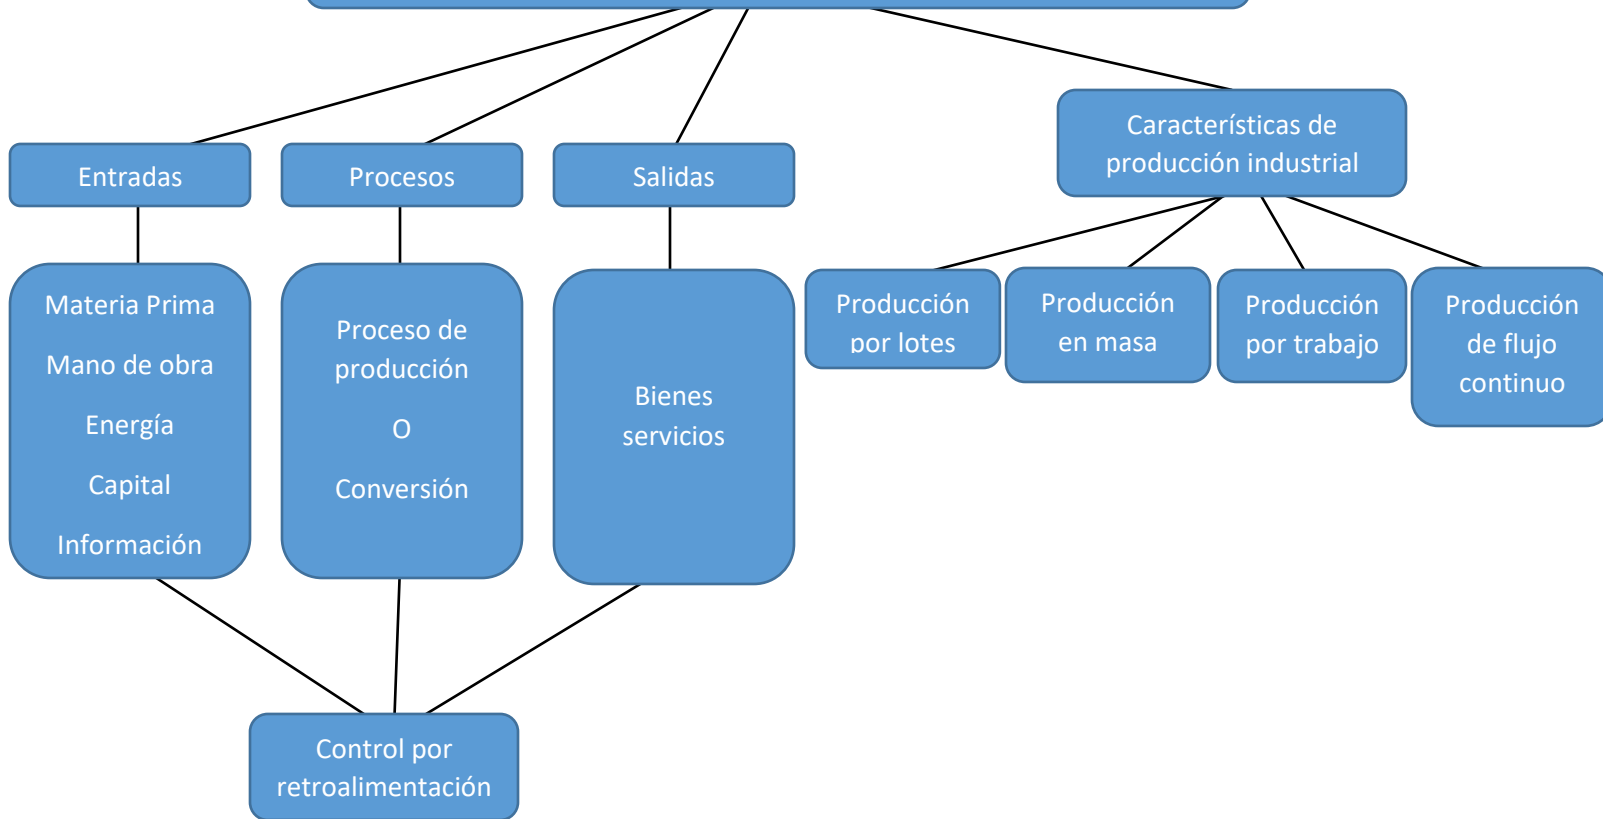 Características de
producción industrial
Entradas
Procesos
Salidas
Materia Prima
Mano de obra
Energía
Capital
Información
Proceso de
producción
O
Conversión
Bienes
servicios
Producción
por lotes
Producción
en masa
Producción
por trabajo
Producción
de flujo
continuo
Control por
retroalimentación